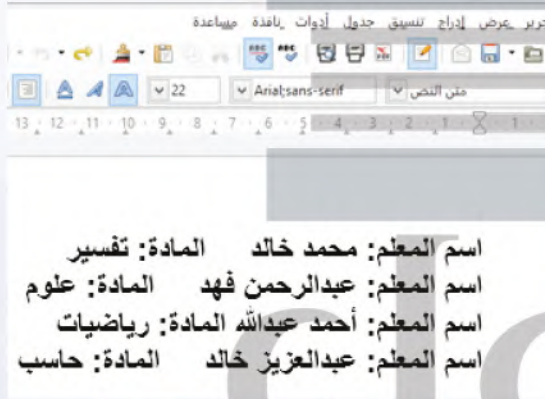 حرير عرض إدراج تنسيق جدول أدوات نافذة مساعدة
متن النص Arial;sans-serif 22
13 12 11 10 9 8 7 6 5 4 3 2 1 1
اسم المعلم: محمد خالد المادة: تفسير
اسم المعلم: عبدالرحمن فهد المادة: علوم
اسم المعلم: أحمد عبدالله المادة: رياضيات
اسم المعلم: عبدالعزيز خالد المادة: حاسب